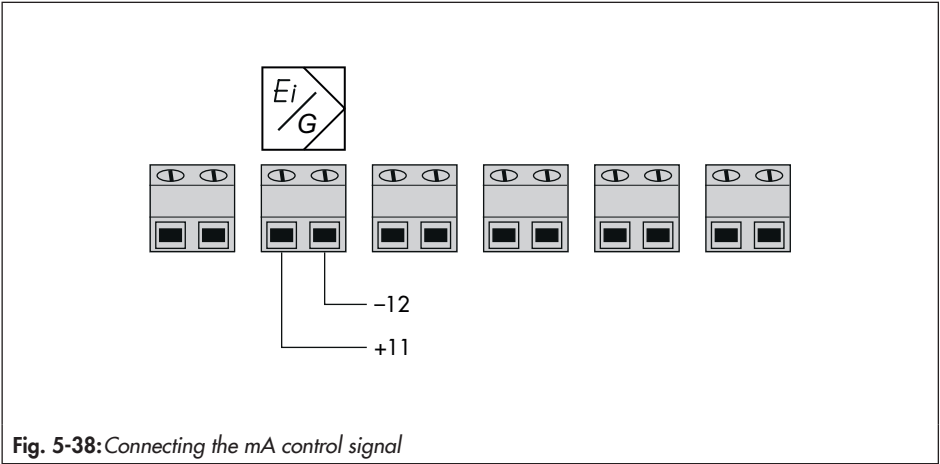 Ei
G
–12
+11
Fig. 5-38: Connecting the mA control signal